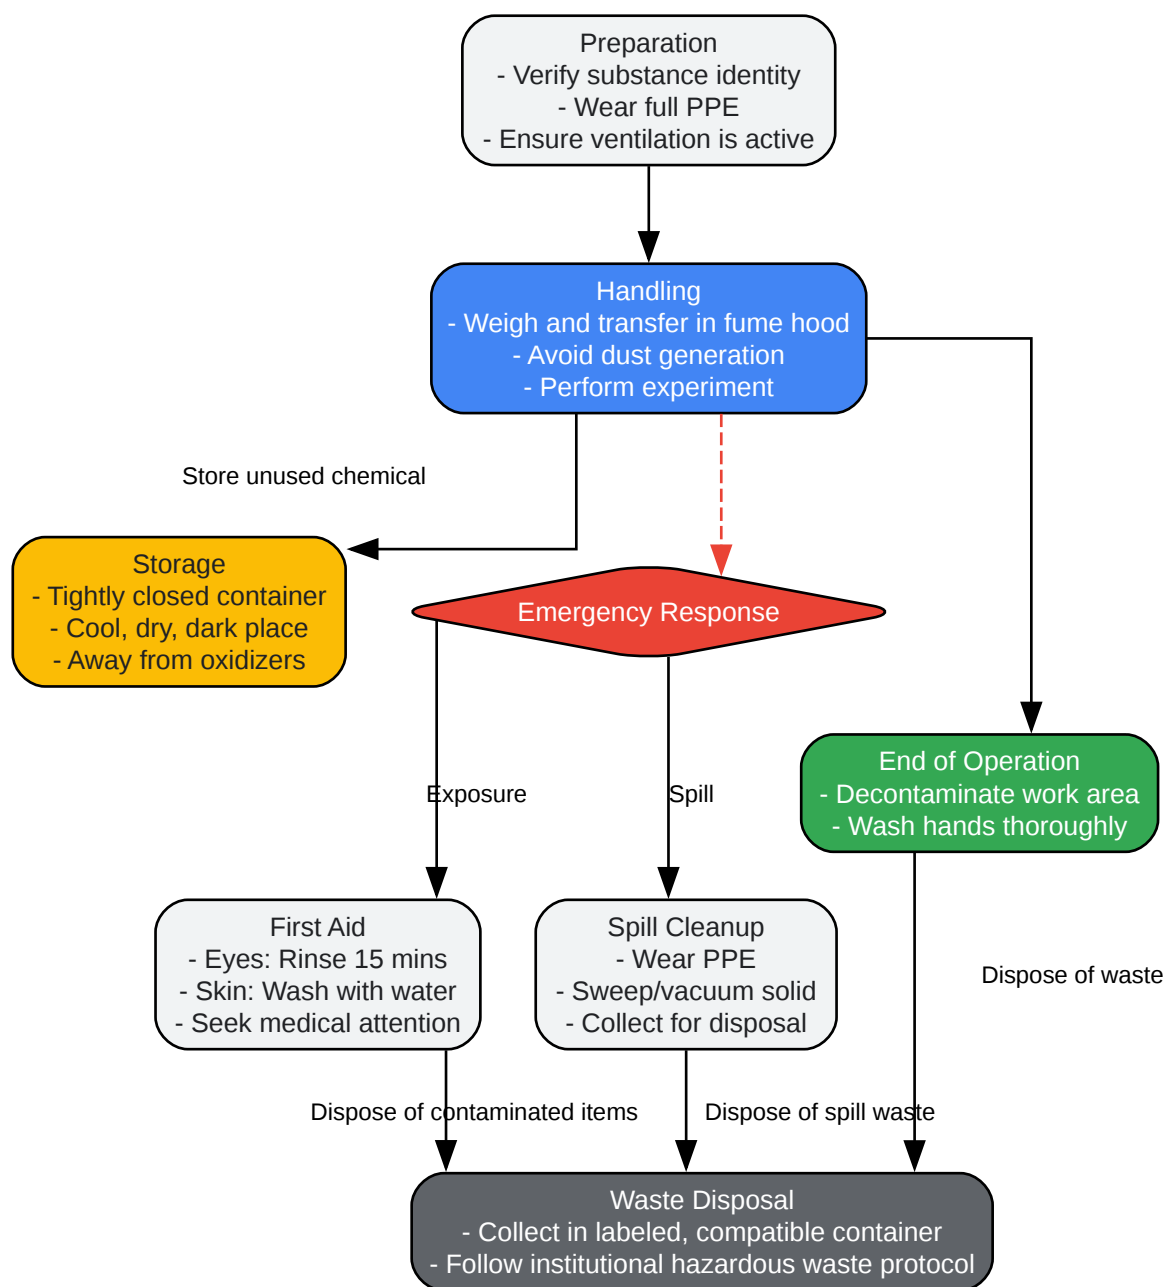 Preparation
- Verify substance identity
- Wear full PPE
- Ensure ventilation is active
Handling
- Weigh and transfer in fume hood
- Avoid dust generation
- Perform experiment
Store unused chemical
Storage
- Tightly closed container
- Cool, dry, dark place
- Away from oxidizers
Emergency Response
End of Operation
- Decontaminate work area
- Wash hands thoroughly
Exposure
Spill
First Aid
- Eyes: Rinse 15 mins
- Skin: Wash with water
- Seek medical attention
Spill Cleanup
- Wear PPE
- Sweep/vacuum solid
- Collect for disposal
Dispose of waste
Dispose of contaminated items
Dispose of spill waste
Waste Disposal
- Collect in labeled, compatible container
- Follow institutional hazardous waste protocol